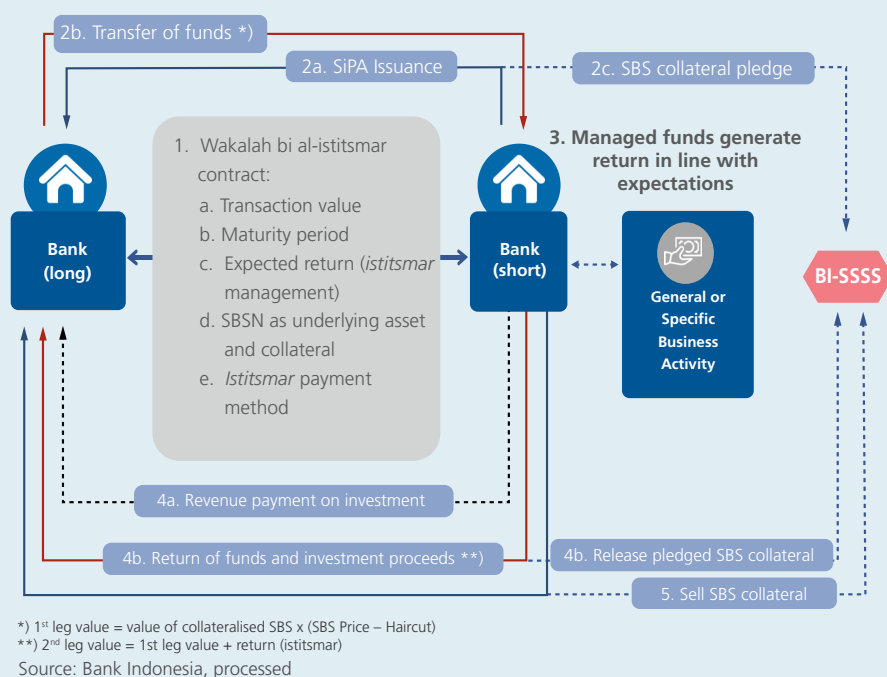 2b. Transfer of funds *)
2a. SiPA Issuance
2c. SBS collateral pledge
1. Wakalah bi al-istitsmar
contract:
a. Transaction value
b. Maturity period
c. Expected return (istitsmar
management)
d. SBSN as underlying asset
and collateral
e. Istitsmar payment
method
3. Managed funds generate
return in line with
expectations
Bank
(long)
Bank
(short)
General or
Specific
Business
Activity
BI-SSSS
4a. Revenue payment on investment
4b. Return of funds and investment proceeds **)
4b. Release pledged SBS collateral
5. Sell SBS collateral
*) 1st leg value = value of collateralised SBS x (SBS Price – Haircut)
**) 2nd leg value = 1st leg value + return (istitsmar)
Source: Bank Indonesia, processed